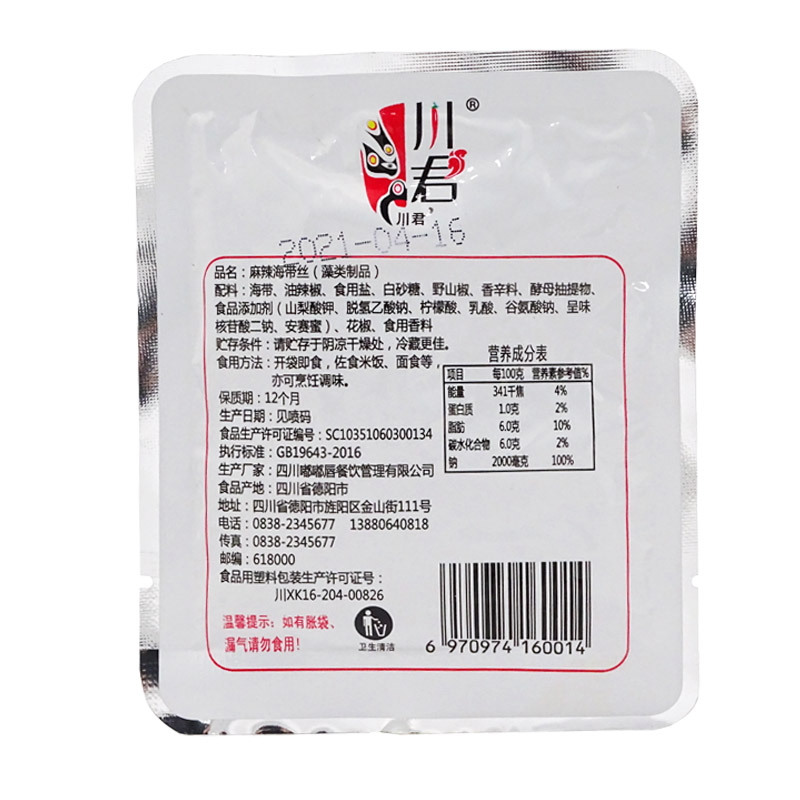 川君®
川君
2021-04-16
品名：麻辣海带丝（藻类制品）
配料：海带、油辣椒、食用盐、白砂糖、野山椒、香辛料、酵母抽提物、
食品添加剂（山梨酸钾、脱氢乙酸钠、柠檬酸、乳酸、谷氨酸钠、呈味
核苷酸二钠、安赛蜜）、花椒、食用香料
贮存条件：请贮存于阴凉干燥处，冷藏更佳。
食用方法：开袋即食，佐食米饭、面食等，
亦可烹饪调味。
保质期：12个月
生产日期：见喷码
食品生产许可证编号：SC10351060300134
执行标准：GB19643-2016
生产厂家：四川嘟嘟唇餐饮管理有限公司
食品产地：四川省德阳市
地址：四川省德阳市旌阳区金山街111号
电话：0838-2345677 13880640818
传真：0838-2345677
邮编：618000
食品用塑料包装生产许可证号：
川XK16-204-00826
温馨提示：如有胀袋、
漏气请勿食用！
营养成分表
项目 每100克 营养素参考值%
能量 341千焦 4%
蛋白质 1.0克 2%
脂肪 6.0克 10%
碳水化合物 6.0克 2%
钠 2000毫克 100%
卫生清洁
6 970974 160014